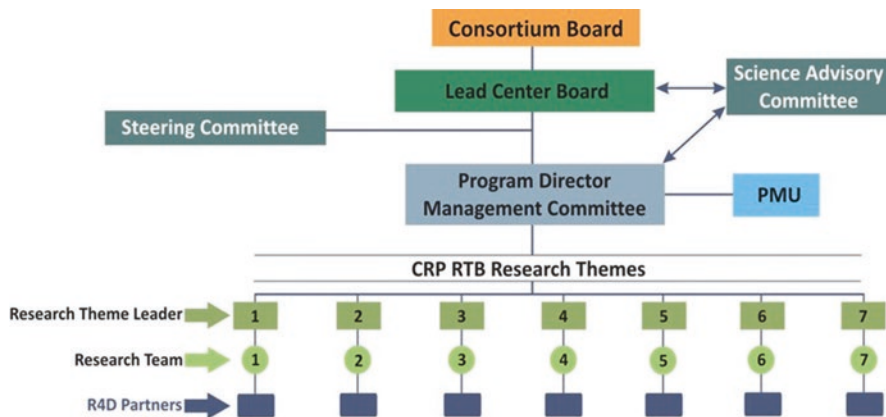 Consortium Board
Lead Center Board
Science Advisory
Committee
Steering Committee
Program Director
Management Committee
PMU
CRP RTB Research Themes
Research Theme Leader
1 2 3 4 5 6 7
Research Team
1 2 3 4 5 6 7
R4D Partners